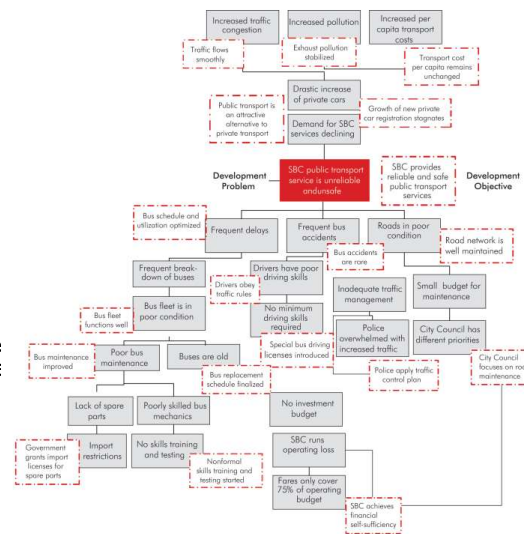 Increased traffic
congestion
Increased pollution
Increased per
capita transport
costs
Traffic flows
smoothly
Exhaust pollution
stabilized
Transport cost
per capita remains
unchanged
Drastic increase
of private cars
Public transport is
an attractive
alternative to
private transport
Growth of new private
car registration stagnates
Demand for SBC
services declining
Development
Problem
SBC public transport
service is unreliable
andunsafe
SBC provides
reliable and safe
public transport
services
Development
Objective
Bus schedule and
utilization optimized
Frequent delays
Frequent bus
accidents
Roads in poor
condition
Bus accidents
are rare
Road network is
well maintained
Frequent break-
down of buses
Drivers have poor
driving skills
Drivers obey
traffic rules
Inadequate traffic
management
Small budget for
maintenance
Bus fleet is in
poor condition
Bus fleet
functions well
No minimum
driving skills
required
Police
overwhelmed with
increased traffic
City Council has
different priorities
Special bus driving
licenses introduced
Bus maintenance
improved
Poor bus
maintenance
Buses are old
Bus replacement
schedule finalized
Police apply traffic
control plan
City Council
focuses on road
maintenance
Lack of spare
parts
Poorly skilled bus
mechanics
No investment
budget
Import
restrictions
No skills training
and testing
SBC runs
operating loss
Government
grants import
licenses for
spare parts
Nonformal
skills training and
testing started
Fares only cover
75% of operating
budget
SBC achieves
financial
self-sufficiency